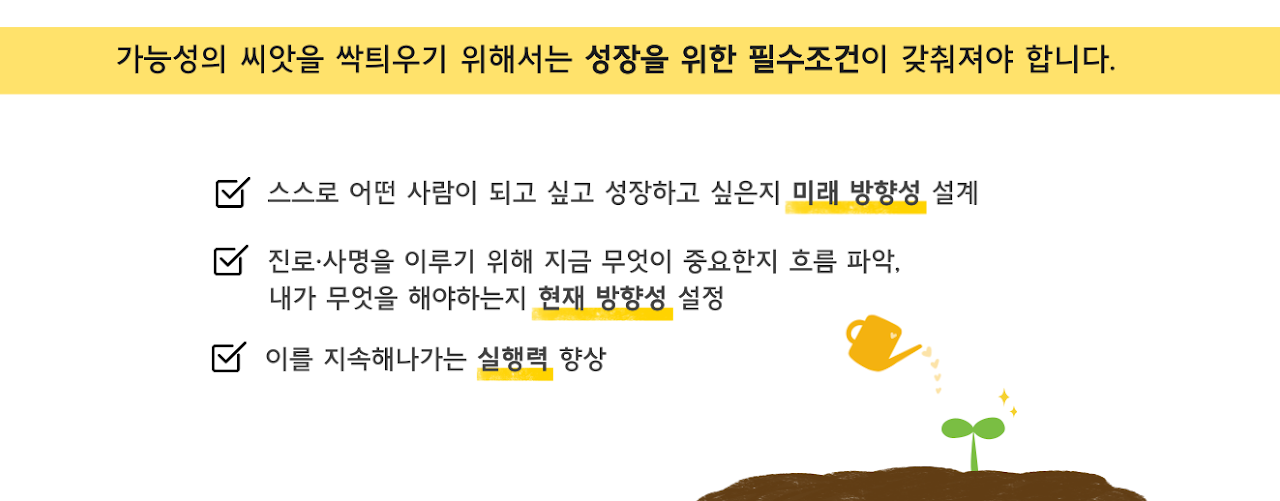 가능성의 씨앗을 싹틔우기 위해서는 성장을 위한 필수조건이 갖춰져야 합니다.
스스로 어떤 사람이 되고 싶고 성장하고 싶은지 미래 방향성 설계
진로·사명을 이루기 위해 지금 무엇이 중요한지 흐름 파악,
내가 무엇을 해야하는지 현재 방향성 설정
이를 지속해나가는 실행력 향상